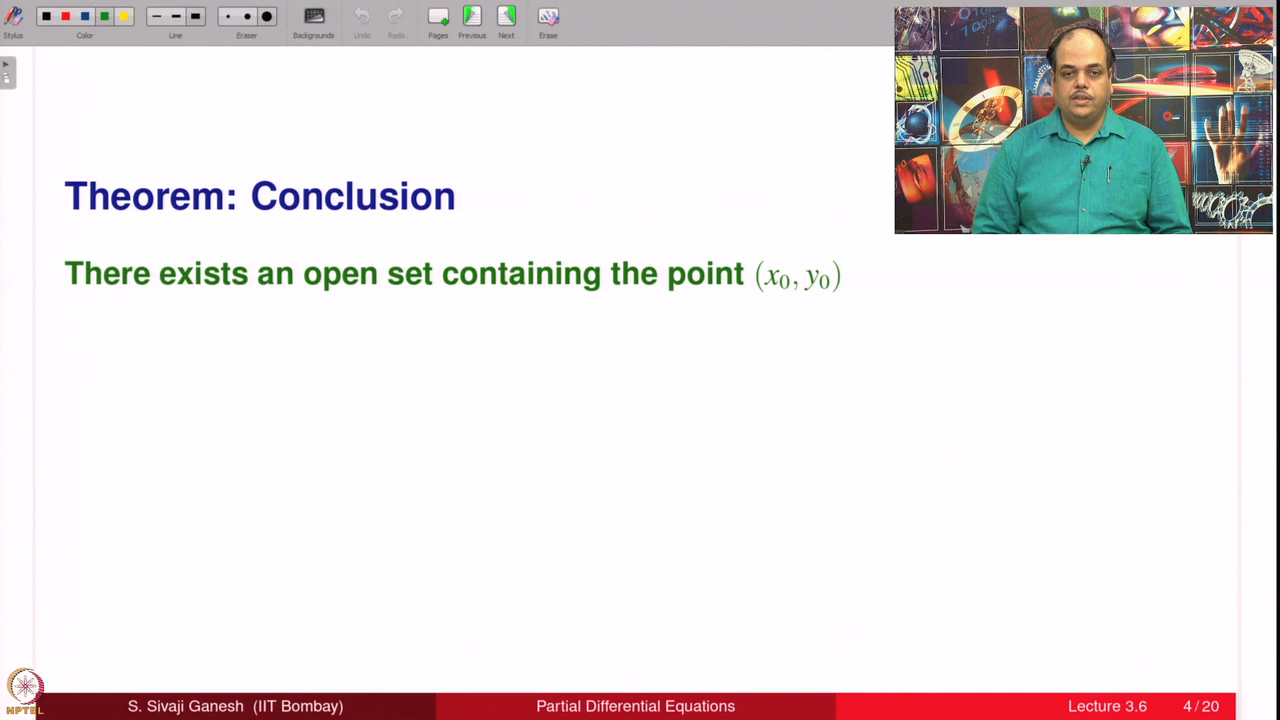 Stylus Color Line Eraser Backgrounds Undo Redo Pages Previous Next Erase
Theorem: Conclusion
There exists an open set containing the point (x₀, y₀)
NPTEL
S. Sivaji Ganesh (IIT Bombay) Partial Differential Equations Lecture 3.6 4 / 20